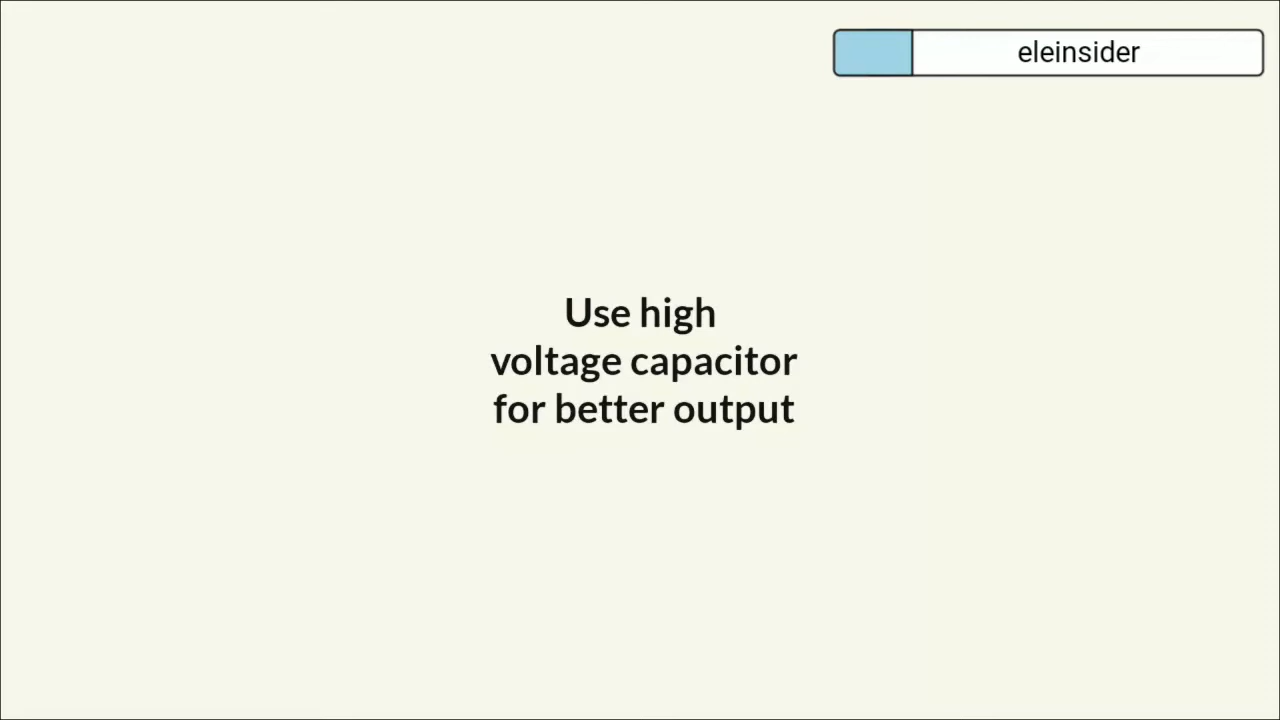 eleinsider
Use high
voltage capacitor
for better output